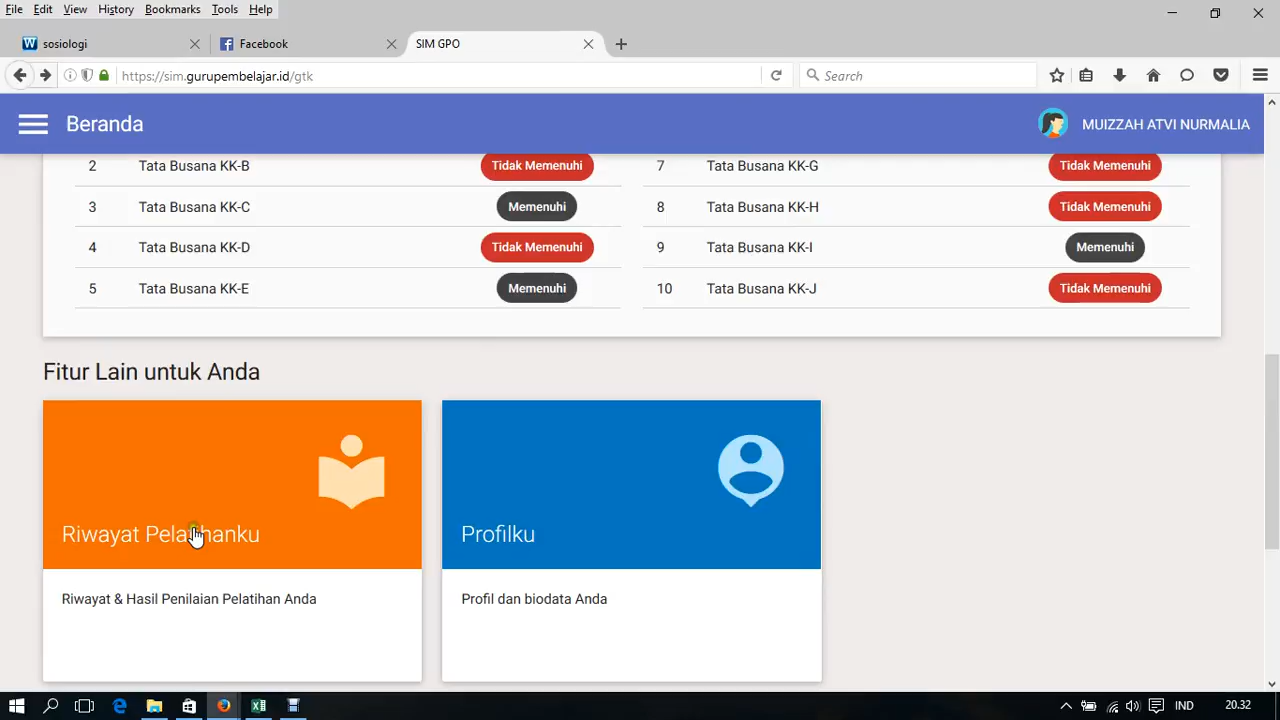 File Edit View History Bookmarks Tools Help
sosiologi
Facebook
SIM GPO
https://sim.gurupembelajar.id/gtk
Search
Beranda
MUIZZAH ATVI NURMALIA
2 Tata Busana KK-B Tidak Memenuhi
7 Tata Busana KK-G Tidak Memenuhi
3 Tata Busana KK-C Memenuhi
8 Tata Busana KK-H Tidak Memenuhi
4 Tata Busana KK-D Tidak Memenuhi
9 Tata Busana KK-I Memenuhi
5 Tata Busana KK-E Memenuhi
10 Tata Busana KK-J Tidak Memenuhi
Fitur Lain untuk Anda
Riwayat Pelatihanku
Riwayat & Hasil Penilaian Pelatihan Anda
Profilku
Profil dan biodata Anda
IND
20.32